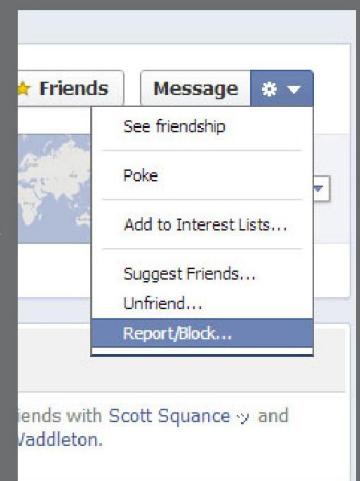 Friends Message
See friendship
Poke
Add to Interest Lists...
Suggest Friends...
Unfriend...
Report/Block...
iends with Scott Squance and
Waddleton.